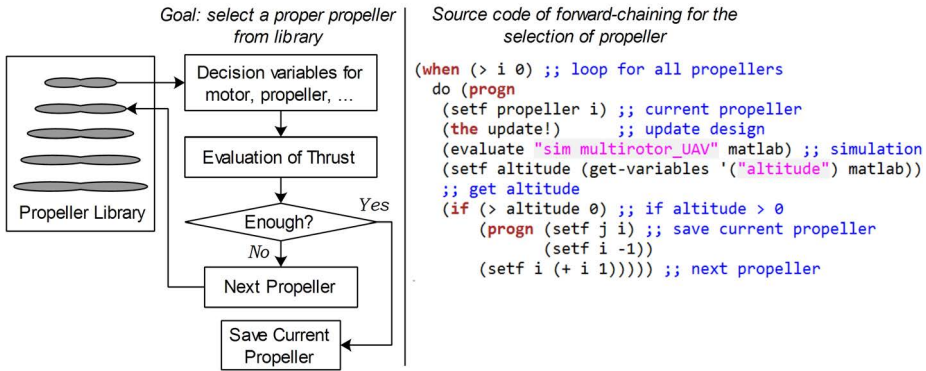 Goal: select a proper propeller
from library
Propeller Library
Decision variables for
motor, propeller, ...
Evaluation of Thrust
Enough?
Yes
No
Next Propeller
Save Current
Propeller
Source code of forward-chaining for the
selection of propeller
(when (> i 0) ;; loop for all propellers
do (progn
(setf propeller i) ;; current propeller
(the update!) ;; update design
(evaluate "sim multirotor_UAV" matlab) ;; simulation
(setf altitude (get-variables '("altitude") matlab))
;; get altitude
(if (> altitude 0) ;; if altitude > 0
(progn (setf j i) ;; save current propeller
(setf i -1))
(setf i (+ i 1))))) ;; next propeller